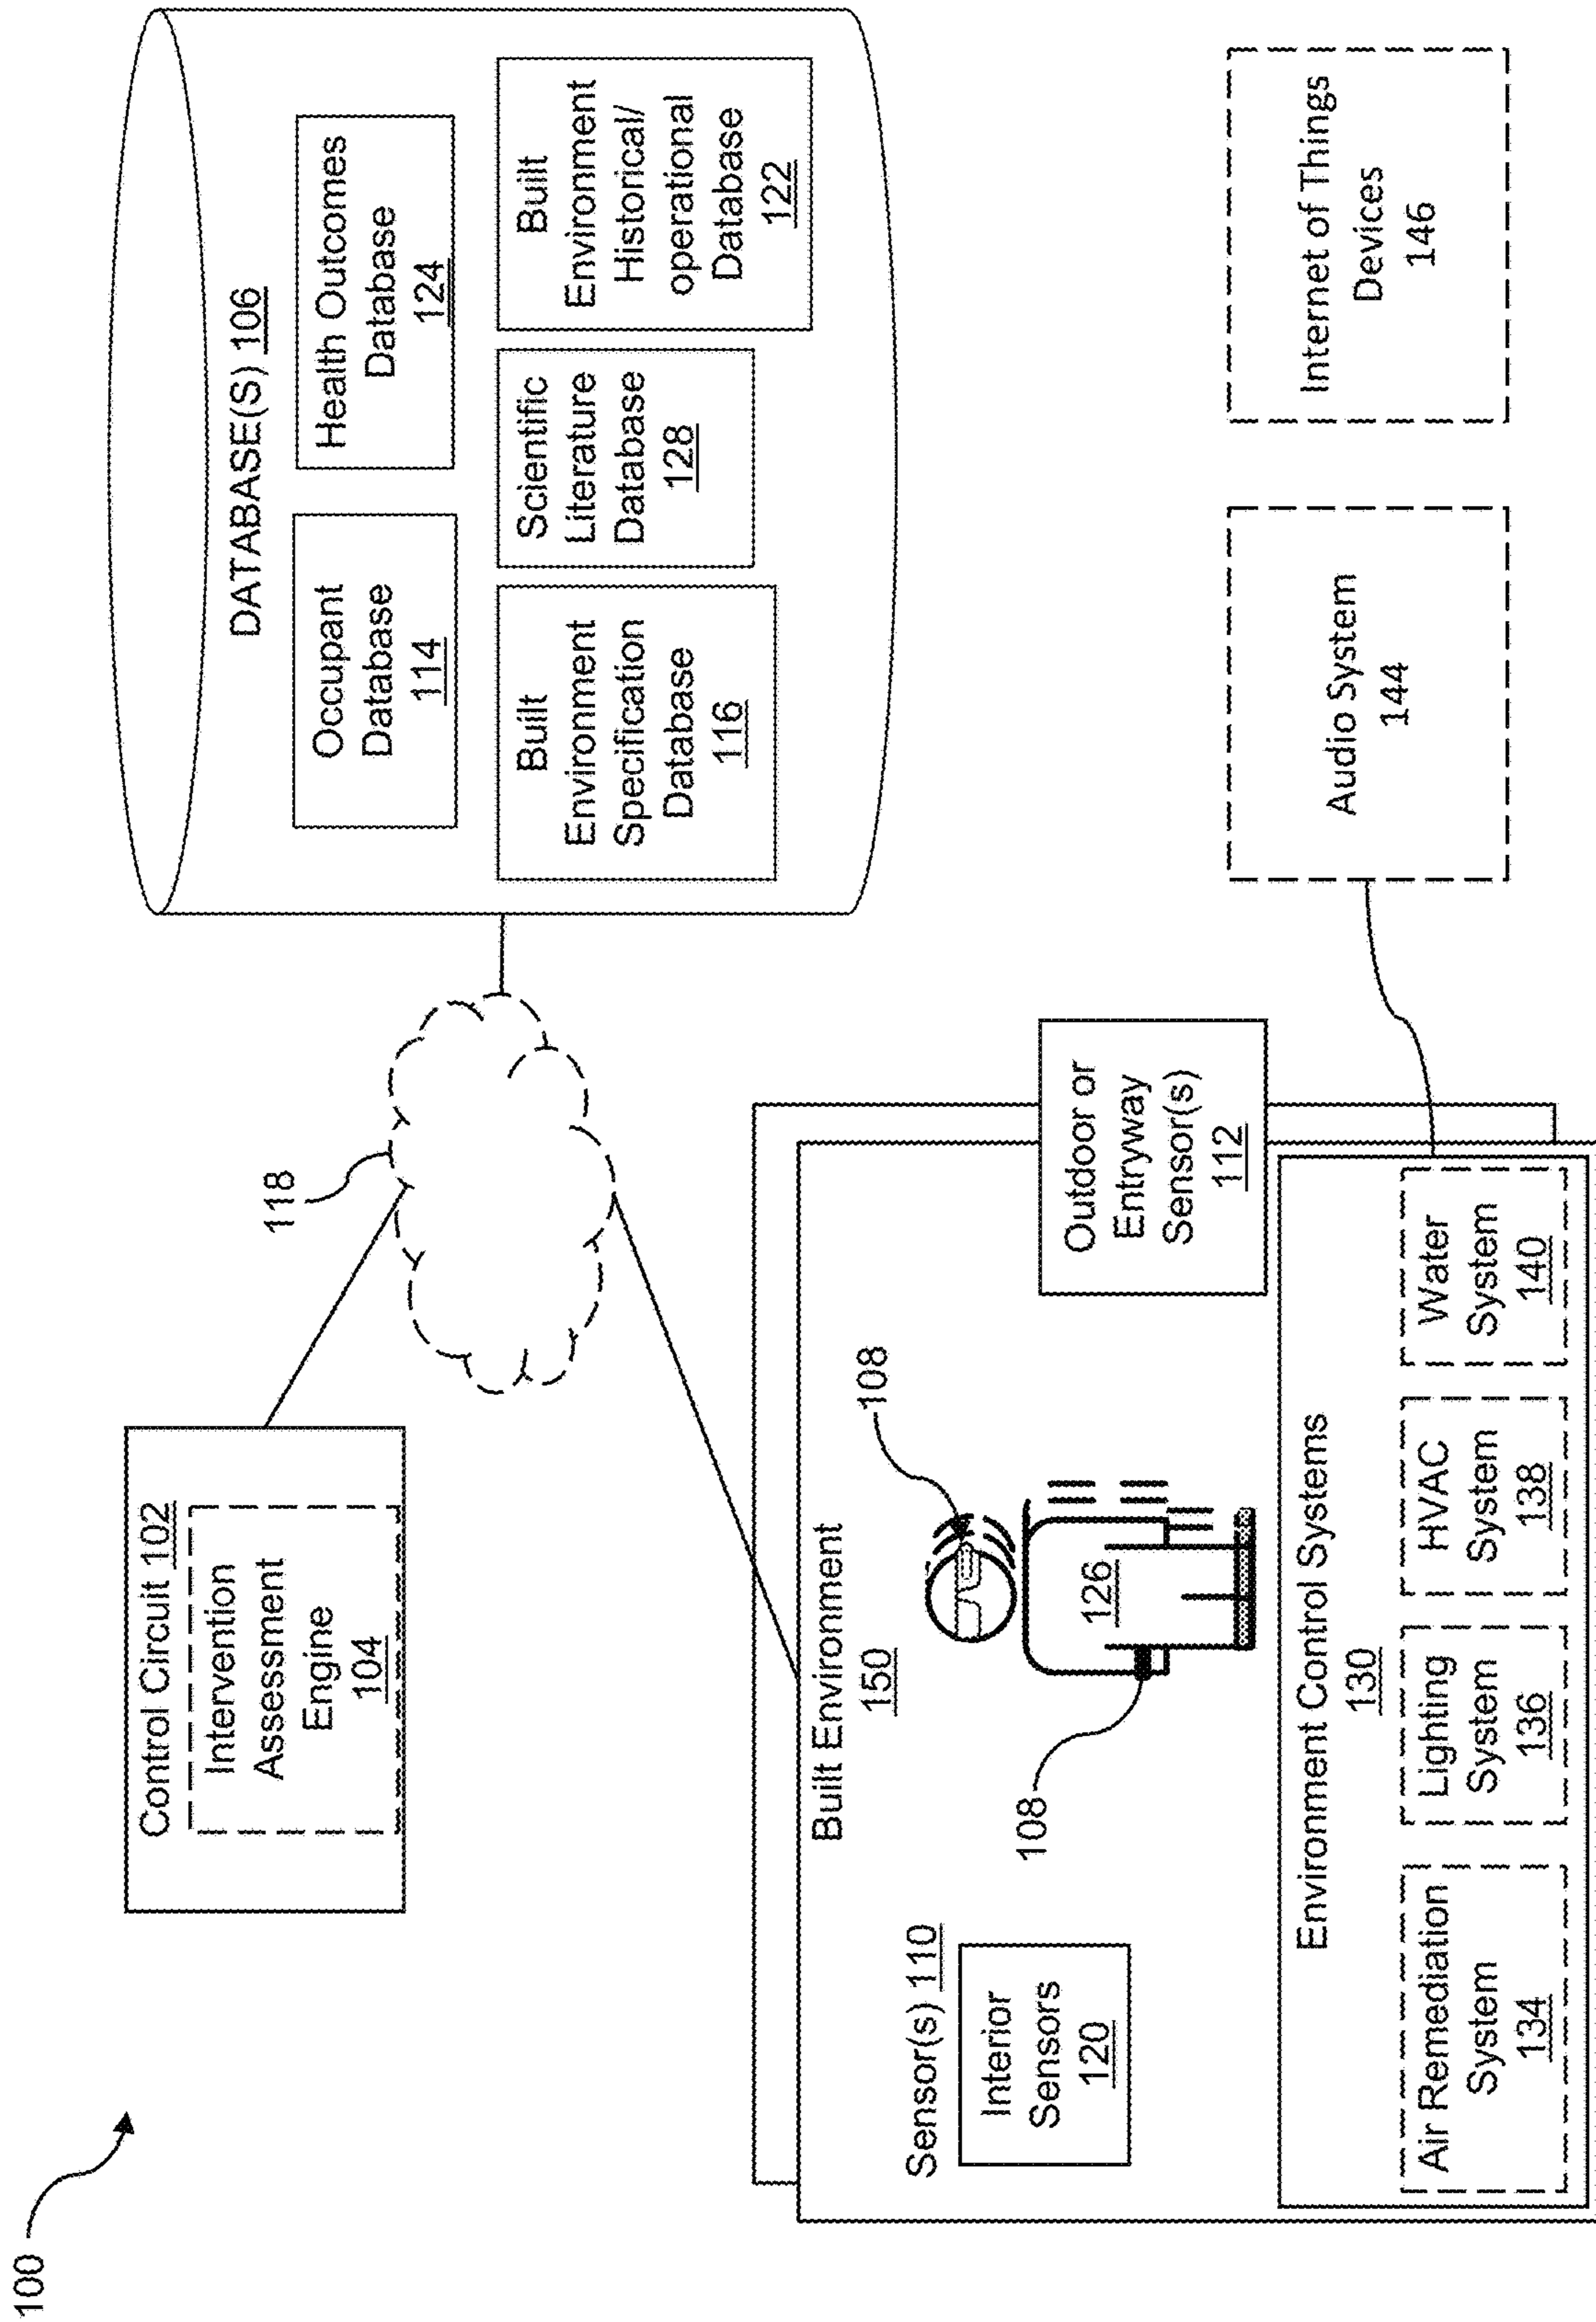 100
Control Circuit 102
Intervention
Assessment
Engine
104
118
DATABASE(S) 106
Occupant
Database
114
Health Outcomes
Database
124
Built
Environment
Specification
Database
116
Scientific
Literature
Database
128
Built
Environment
Historical/
operational
Database
122
Built Environment
150
Sensor(s) 110
Interior
Sensors
120
108
108
126
Outdoor or
Entryway
Sensor(s)
112
Environment Control Systems
130
Air Remediation
System
134
Lighting
System
136
HVAC
System
138
Water
System
140
Audio System
144
Internet of Things
Devices
146